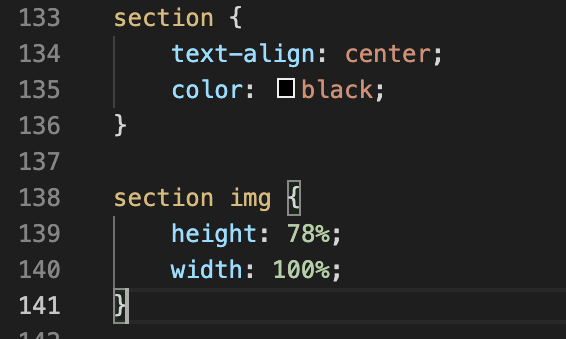 133 section {
134 text-align: center;
135 color: black;
136 }
137
138 section img {
139 height: 78%;
140 width: 100%;
141 }